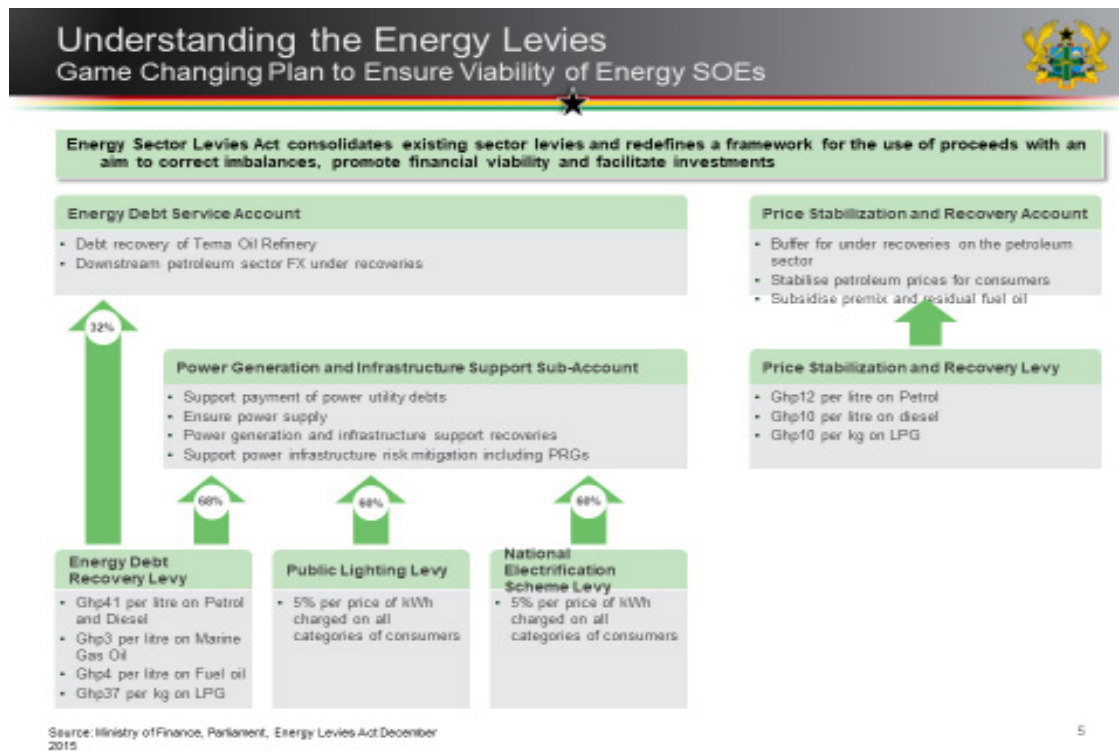 Understanding the Energy Levies
Game Changing Plan to Ensure Viability of Energy SOEs
Energy Sector Levies Act consolidates existing sector levies and redefines a framework for the use of proceeds with an
aim to correct imbalances, promote financial viability and facilitate investments
Energy Debt Service Account
• Debt recovery of Tema Oil Refinery
• Downstream petroleum sector FX under recoveries
Price Stabilization and Recovery Account
• Buffer for under recoveries on the petroleum
sector
• Stabilise petroleum prices for consumers
• Subsidise premix and residual fuel oil
32%
Power Generation and Infrastructure Support Sub-Account
• Support payment of power utility debts
• Ensure power supply
• Power generation and infrastructure support recoveries
• Support power infrastructure risk mitigation including PRGs
Price Stabilization and Recovery Levy
• Ghp12 per litre on Petrol
• Ghp10 per litre on diesel
• Ghp10 per kg on LPG
68%
60%
60%
Energy Debt
Recovery Levy
• Ghp41 per litre on Petrol
and Diesel
• Ghp3 per litre on Marine
Gas Oil
• Ghp4 per litre on Fuel oil
• Ghp37 per kg on LPG
Public Lighting Levy
• 5% per price of kWh
charged on all
categories of consumers
National
Electrification
Scheme Levy
• 5% per price of kWh
charged on all
categories of consumers
Source: Ministry of Finance, Parliament, Energy Levies Act December
2015
5